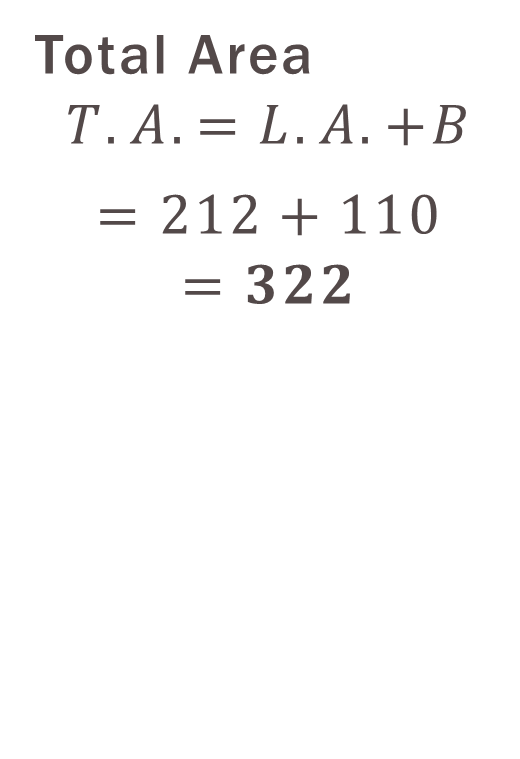 Total Area
T. A. = L. A. +B
= 212 + 110
= 322